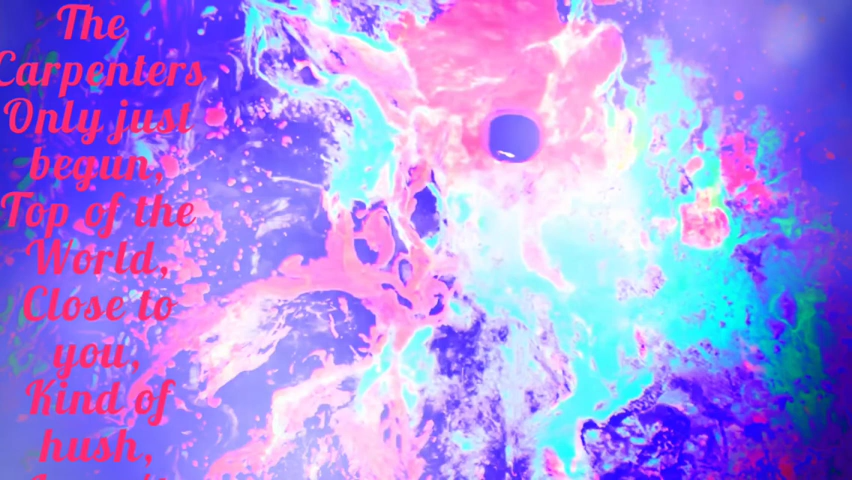 The
Carpenters
Only just
begun,
Top of the
World,
Close to
you,
Kind of
hush,